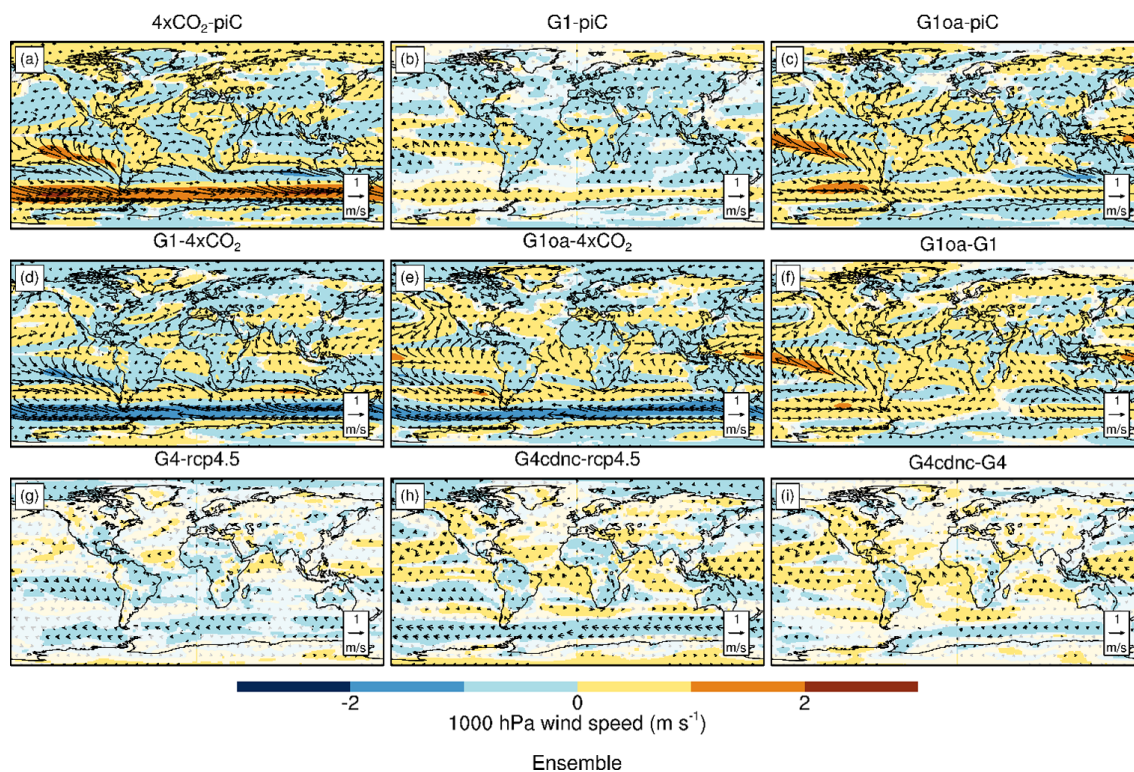 4xCO₂-piC G1-piC G1oa-piC
(a) (b) (c)
1 1 1
m/s m/s m/s
G1-4xCO₂ G1oa-4xCO₂ G1oa-G1
(d) (e) (f)
1 1 1
m/s m/s m/s
G4-rcp4.5 G4cdnc-rcp4.5 G4cdnc-G4
(g) (h) (i)
1 1 1
m/s m/s m/s
-2 0 2
1000 hPa wind speed (m s⁻¹)
Ensemble